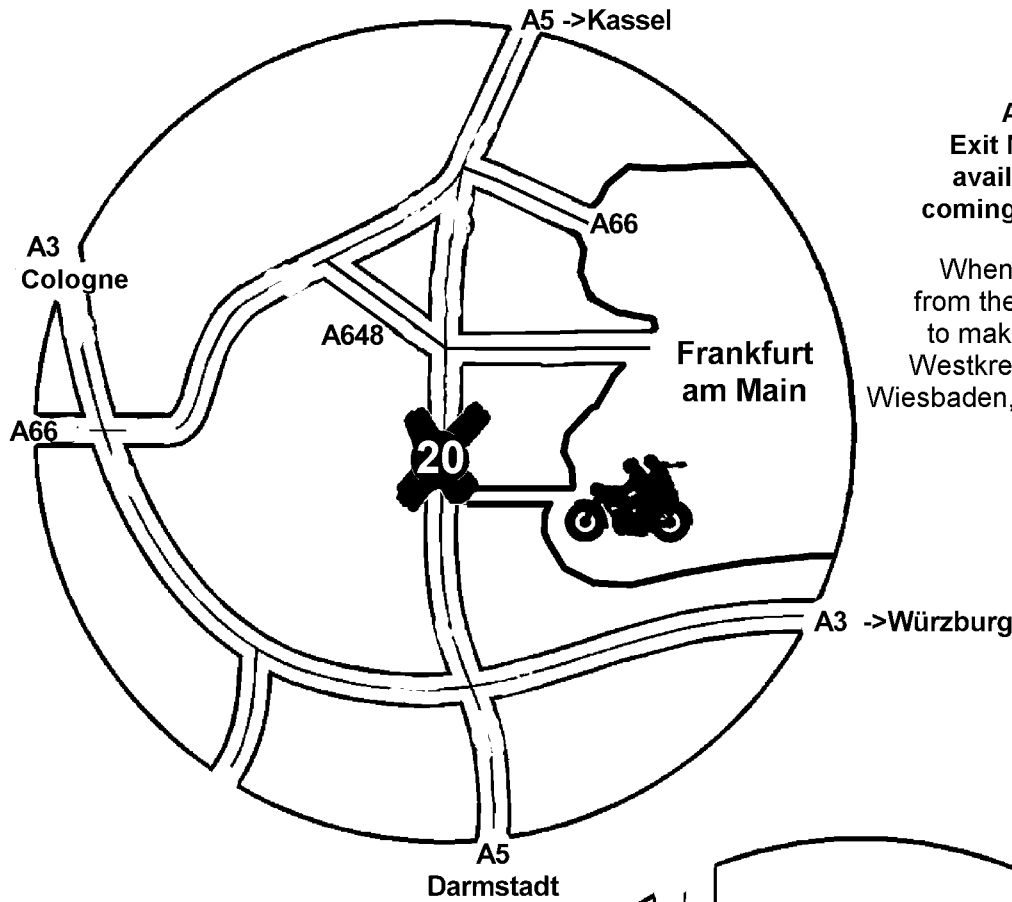 A5 ->Kassel
A66
A3
Cologne
A648
Frankfurt
am Main
A66
20
A3 ->Würzburg
A5
Darmstadt
Exit
avail
coming
When
from the
to mak
Westkre
Wiesbaden,